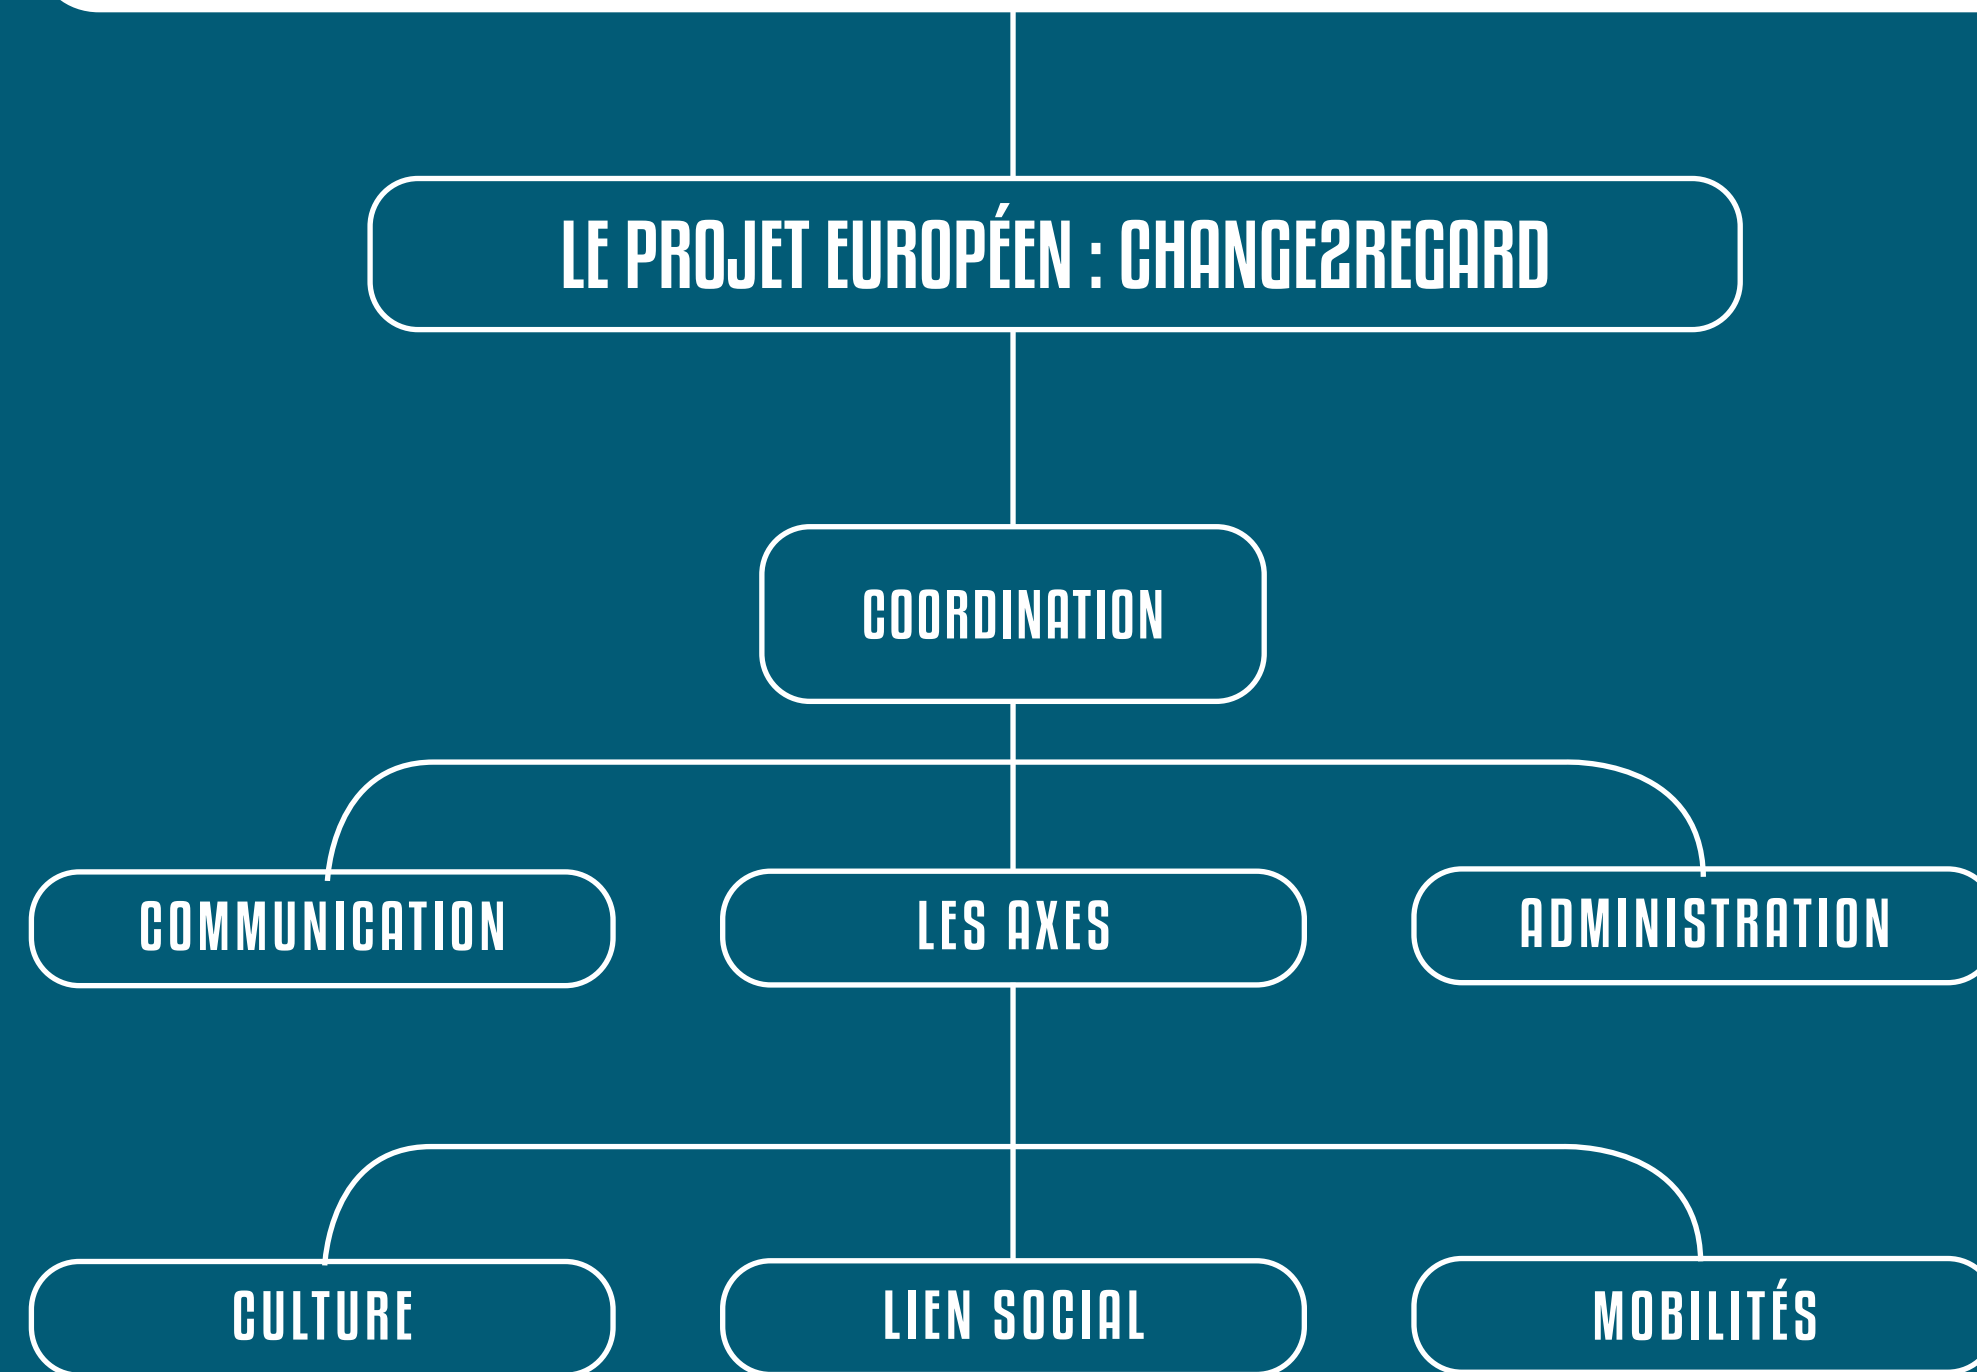 LE PROJET EUROPÉEN : CHANGE2REGARD
COORDINATION
COMMUNICATION
LES AXES
ADMINISTRATION
CULTURE
LIEN SOCIAL
MOBILITÉS